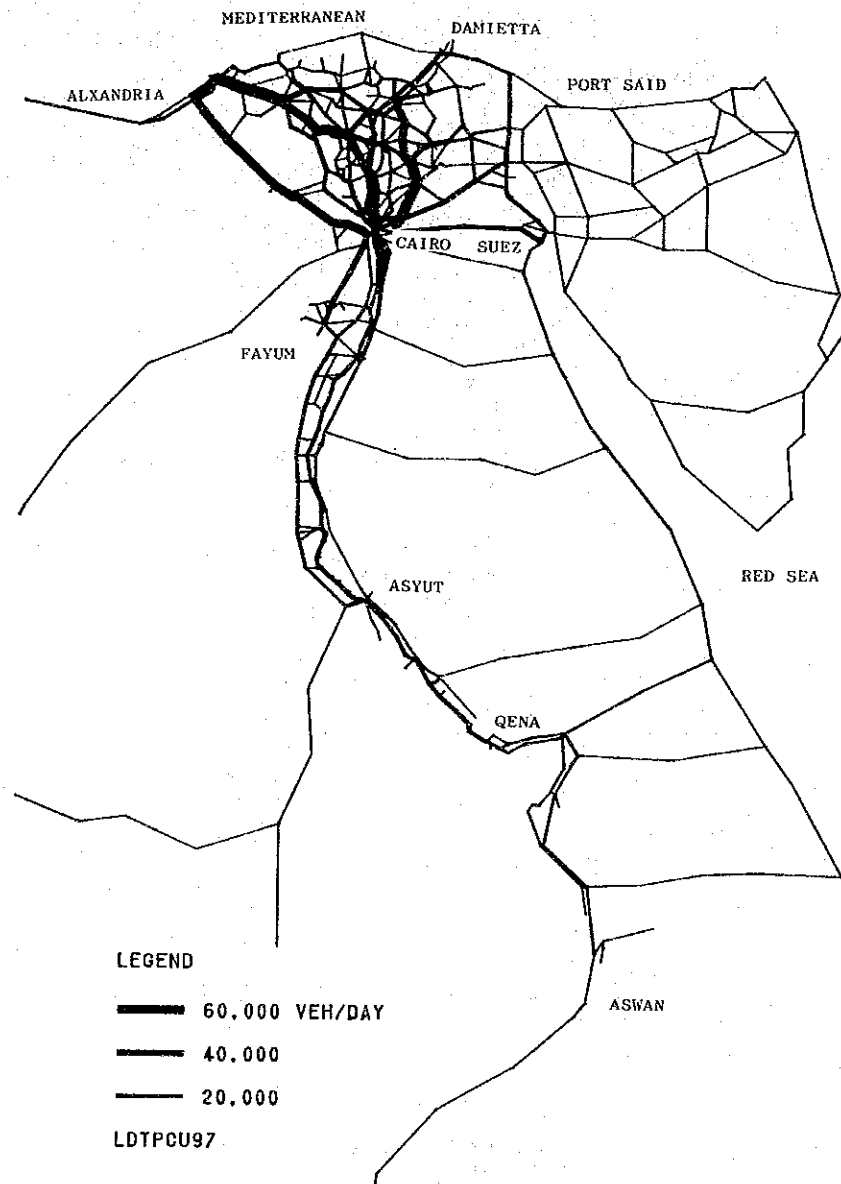 MEDITERRANEAN
DAMIETTA
PORT SAID
ALXANDRIA
CAIRO
SUEZ
FAYUM
ASYUT
RED SEA
QENA
ASWAN
LEGEND
60,000 VEH/DAY
40,000
20,000
LDTPCU97